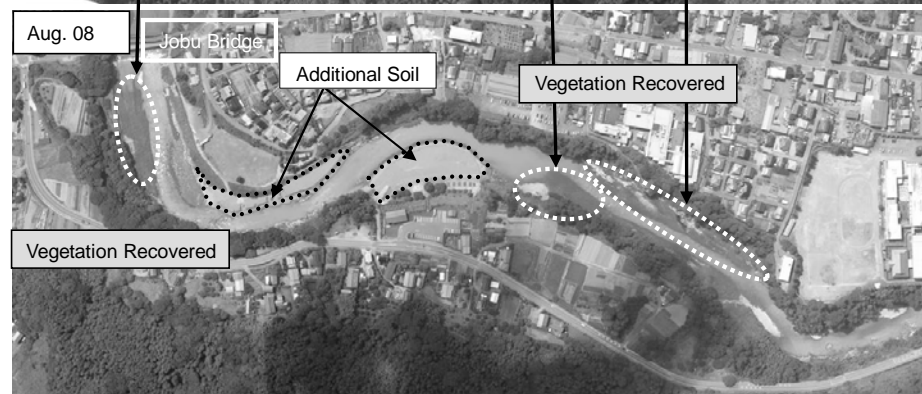 Aug. 08
Jobu Bridge
Additional Soil
Vegetation Recovered
Vegetation Recovered